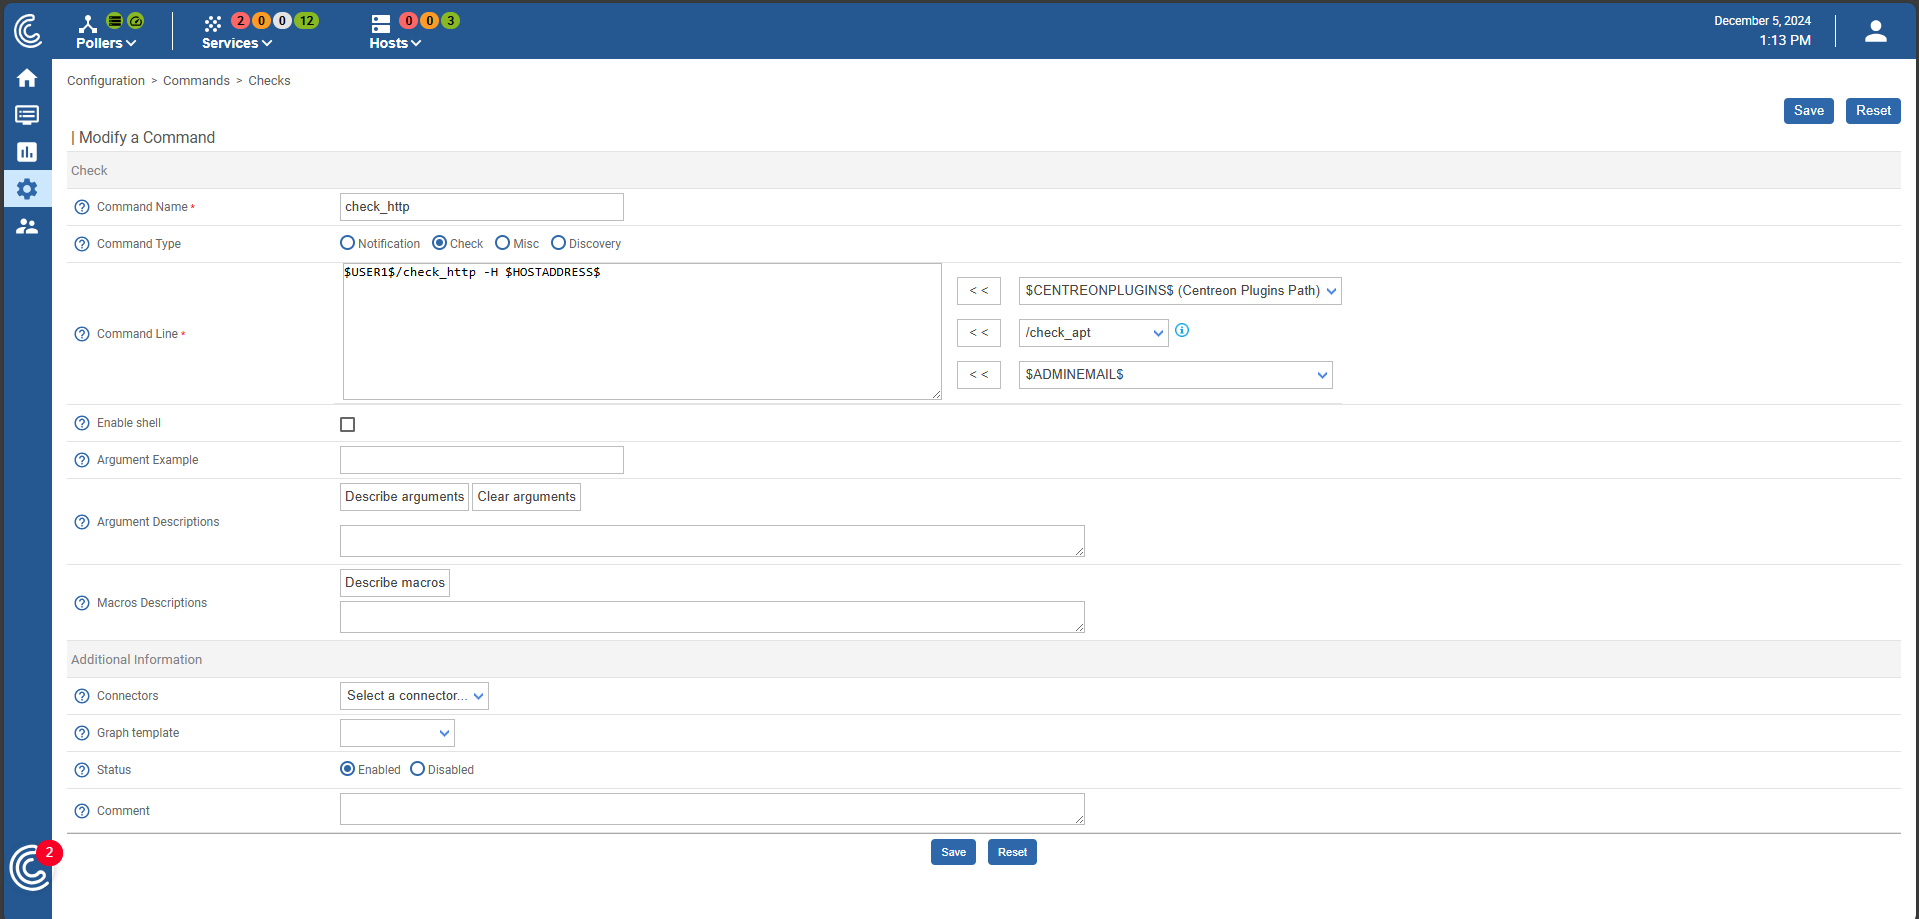 Pollers
2 0 0 12
Services
0 0 3
Hosts
December 5, 2024
1:13 PM
Configuration > Commands > Checks
Save Reset
| Modify a Command
Check
Command Name * check_http
Command Type Notification Check Misc Discovery
Command Line * $USER1$/check_http -H $HOSTADDRESS$
<< $CENTREONPLUGINS$ (Centreon Plugins Path)
<< /check_apt
<< $ADMINEMAIL$
Enable shell
Argument Example
Argument Descriptions Describe arguments Clear arguments
Macros Descriptions Describe macros
Additional Information
Connectors Select a connector...
Graph template
Status Enabled Disabled
Comment
2
Save Reset